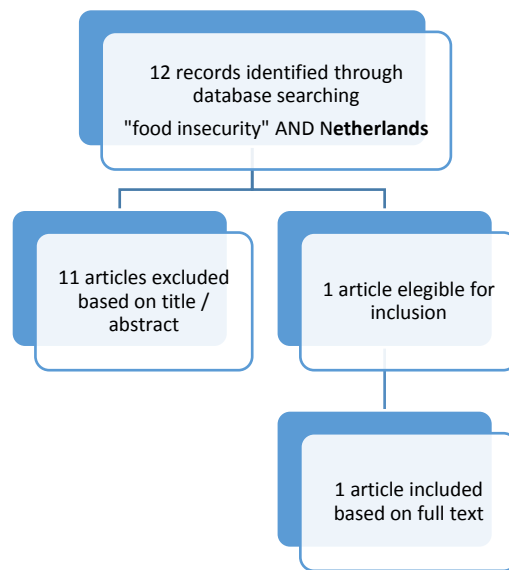 12 records identified through
database searching
"food insecurity" AND Netherlands
11 articles excluded
based on title /
abstract
1 article elegible for
inclusion
1 article included
based on full text